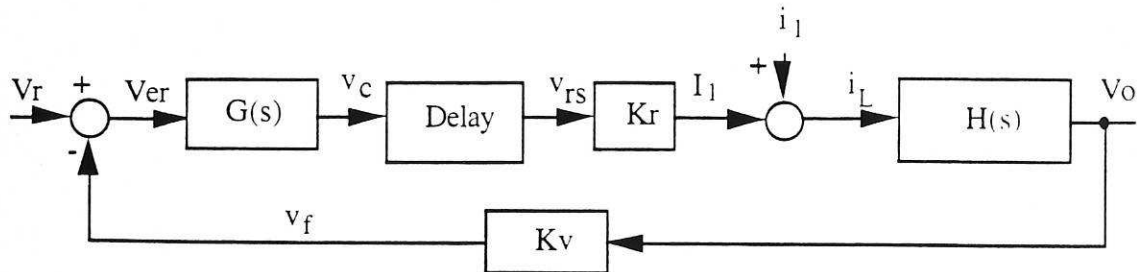 i1
Vr
+
-
Ver
G(s)
vc
Delay
vrs
Kr
I1
+
iL
H(s)
Vo
vf
Kv